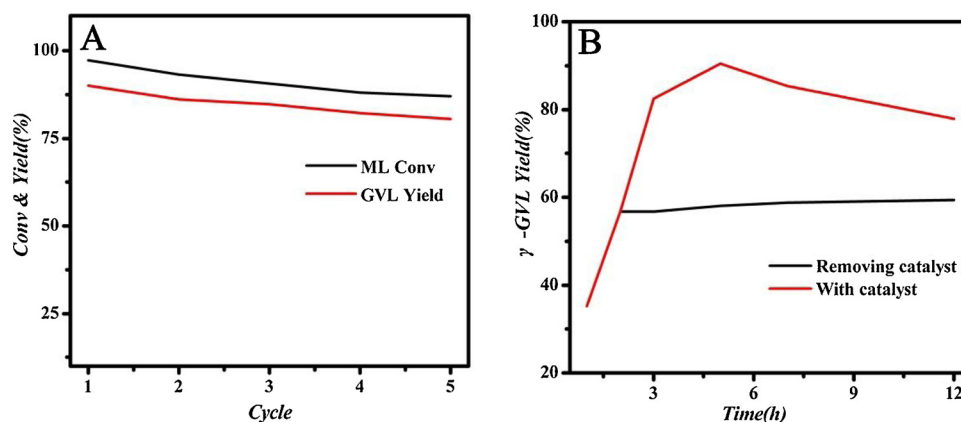 A
100
75
50
25
Conv & Yield(%)
ML Conv
GVL Yield
1 2 3 4 5
Cycle
B
100
80
60
40
20
γ -GVL Yield(%)
Removing catalyst
With catalyst
3 6 9 12
Time(h)